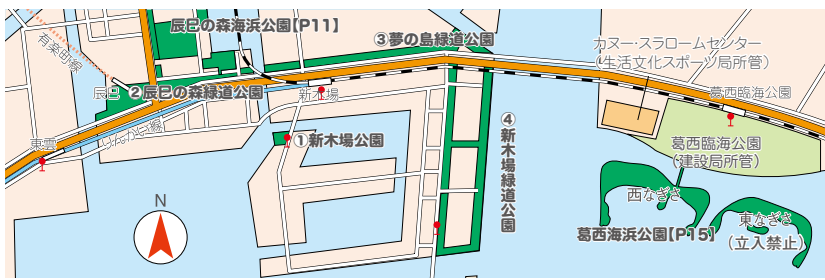 辰巳の森海浜公園【P11】
③夢の島緑道公園
カヌー・スラロームセンター
（生活文化スポーツ局所管）
有楽町線
辰巳
②辰巳の森緑道公園
新木場
葛西臨海公園
東雲
りんかい線
①新木場公園
④新木場緑道公園
葛西臨海公園
（建設局所管）
西なぎさ
東なぎさ
（立入禁止）
葛西海浜公園【P15】
N